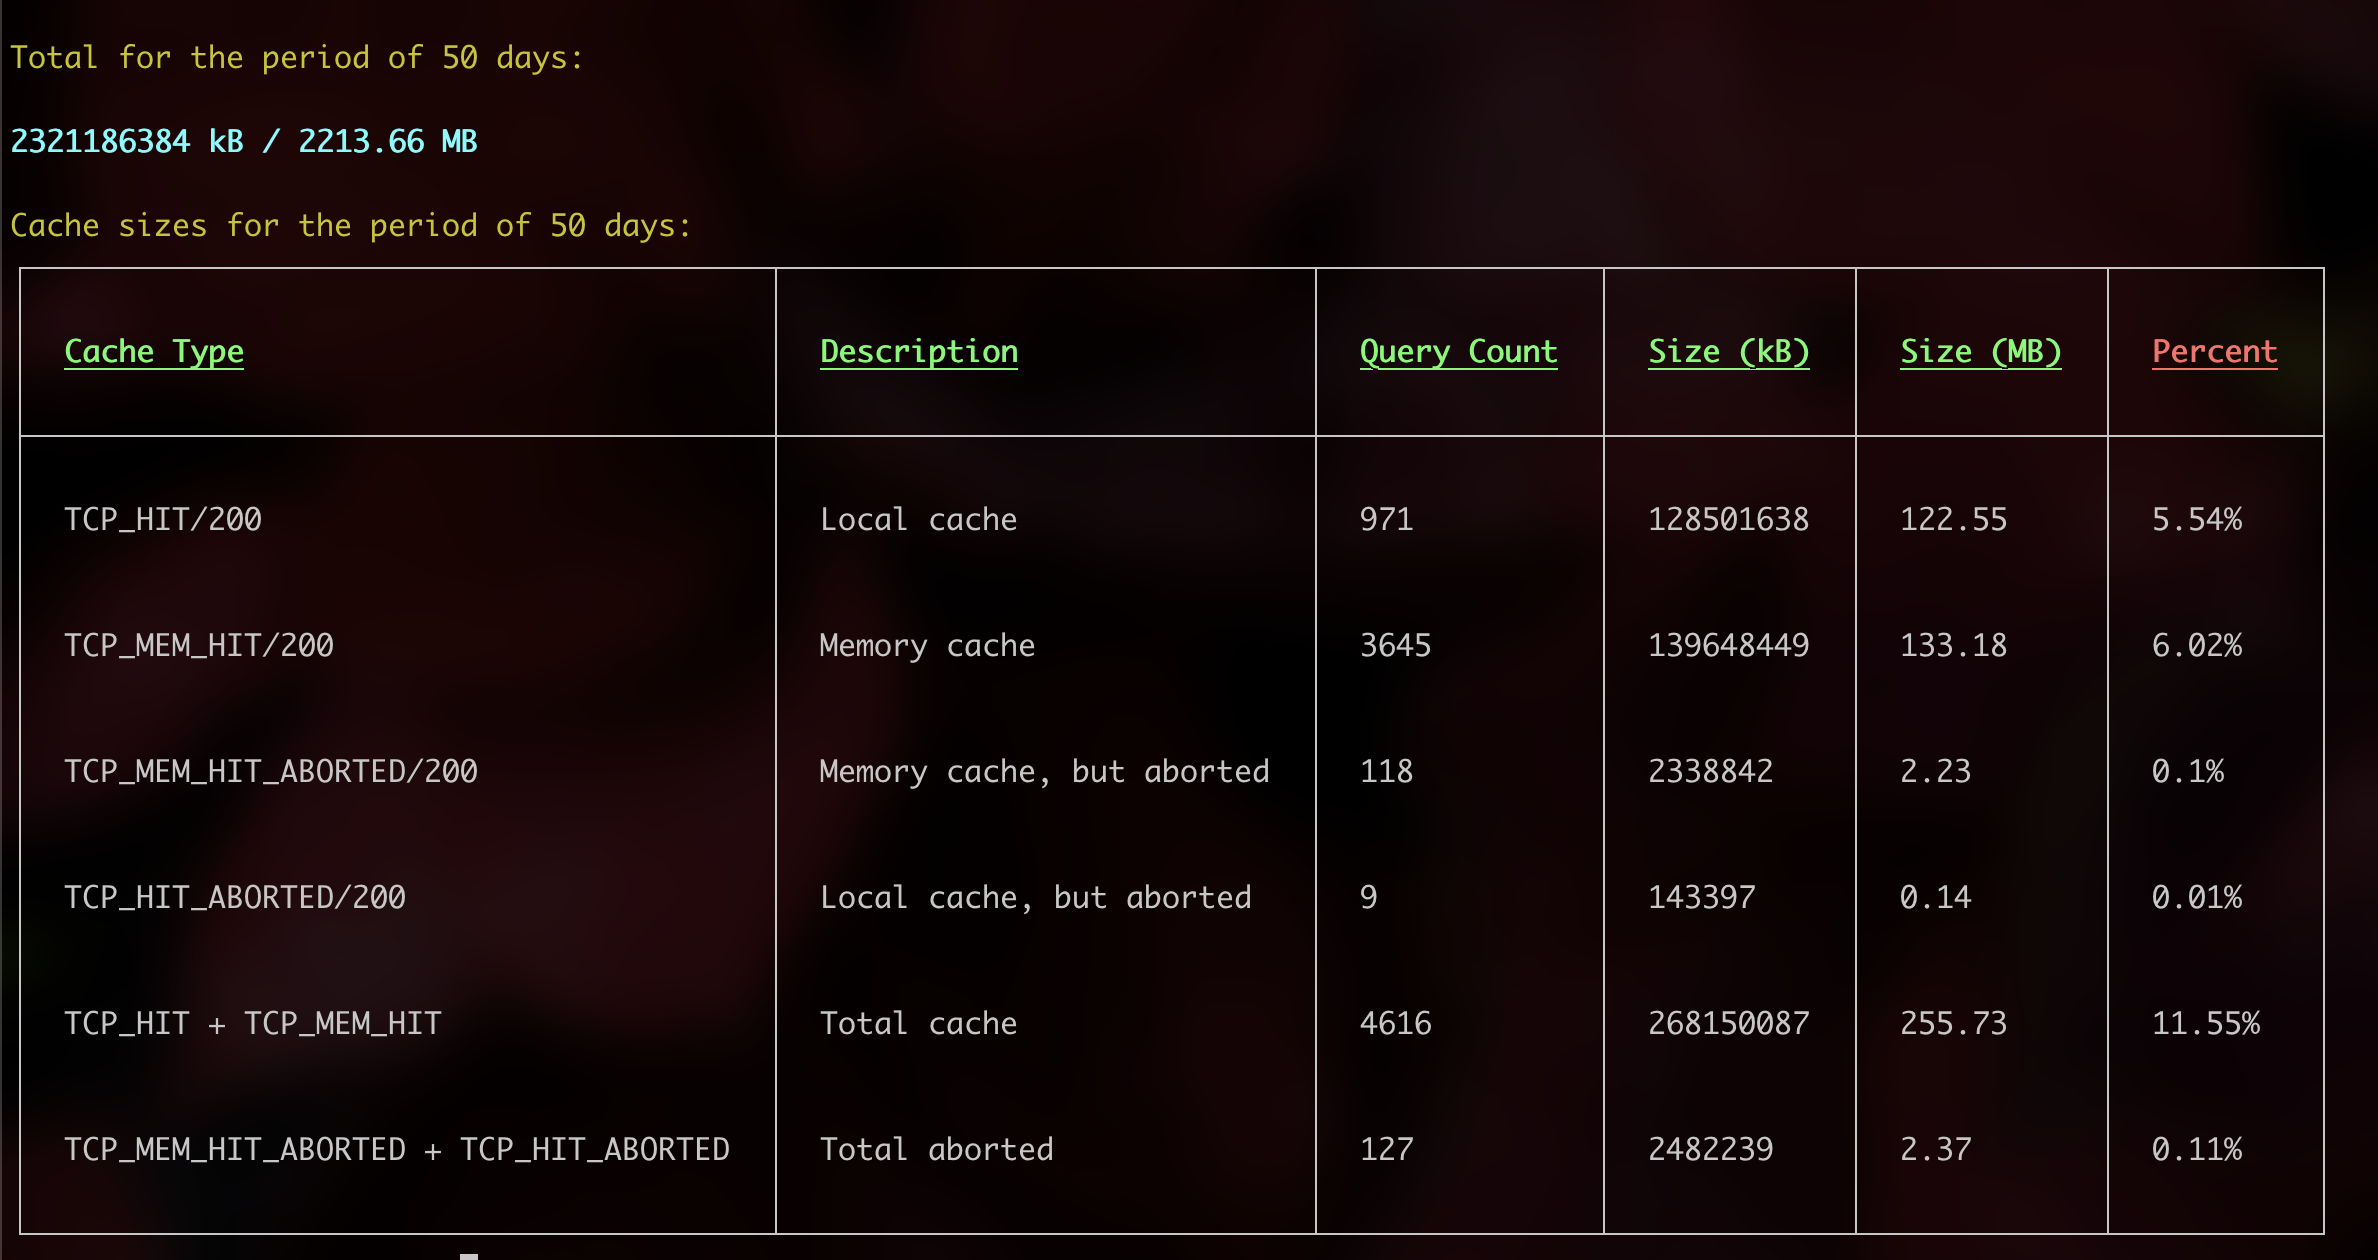 Total for the period of 50 days:
2321186384 kB / 2213.66 MB
Cache sizes for the period of 50 days:
Cache Type Description Query Count Size (kB) Size (MB) Percent
TCP_HIT/200 Local cache 971 128501638 122.55 5.54%
TCP_MEM_HIT/200 Memory cache 3645 139648449 133.18 6.02%
TCP_MEM_HIT_ABORTED/200 Memory cache, but aborted 118 2338842 2.23 0.1%
TCP_HIT_ABORTED/200 Local cache, but aborted 9 143397 0.14 0.01%
TCP_HIT + TCP_MEM_HIT Total cache 4616 268150087 255.73 11.55%
TCP_MEM_HIT_ABORTED + TCP_HIT_ABORTED Total aborted 127 2482239 2.37 0.11%